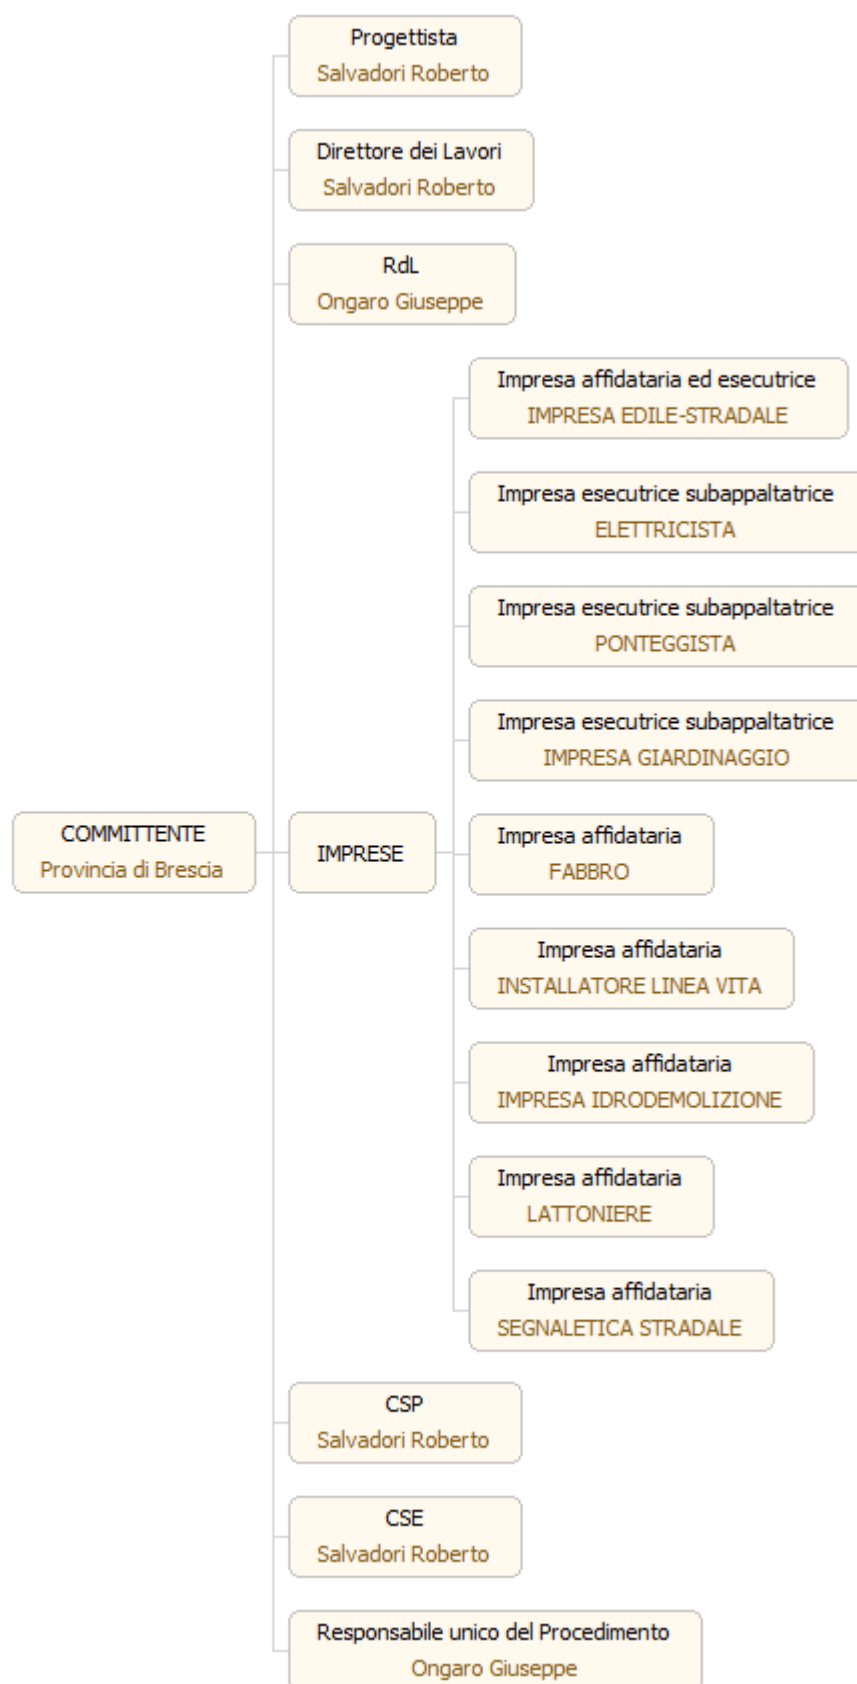 Progettista
Salvadori Roberto
Direttore dei Lavori
Salvadori Roberto
RdL
Ongaro Giuseppe
Impresa affidataria ed esecutrice
IMPRESA EDILE-STRADALE
Impresa esecutrice subappaltatrice
ELETTRICISTA
Impresa esecutrice subappaltatrice
PONTEGGISTA
Impresa esecutrice subappaltatrice
IMPRESA GIARDINAGGIO
COMMITTENTE
Provincia di Brescia
IMPRESE
Impresa affidataria
FABBRO
Impresa affidataria
INSTALLATORE LINEA VITA
Impresa affidataria
IMPRESA IDRODEMOLIZIONE
Impresa affidataria
LATTONIERE
Impresa affidataria
SEGNALETICA STRADALE
CSP
Salvadori Roberto
CSE
Salvadori Roberto
Responsabile unico del Procedimento
Ongaro Giuseppe